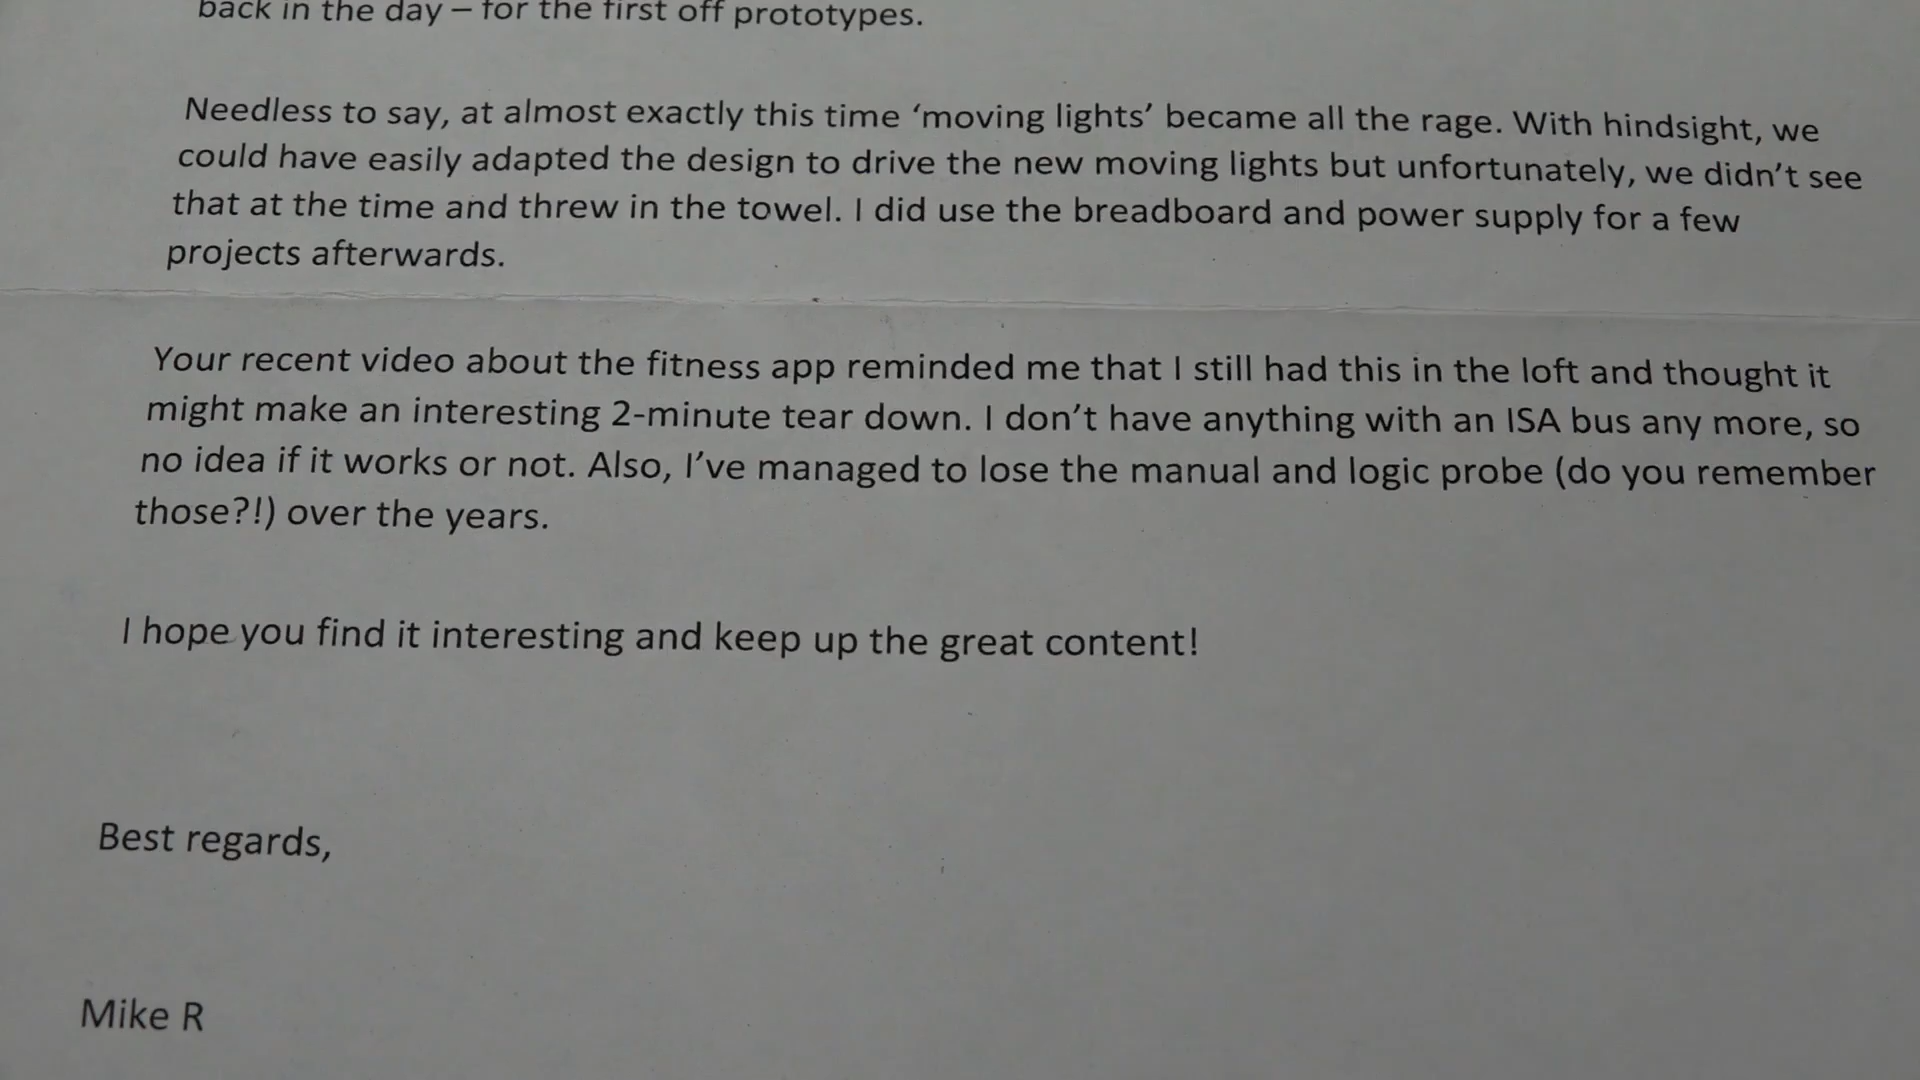 back in the day – for the first off prototypes.
Needless to say, at almost exactly this time ‘moving lights’ became all the rage. With hindsight, we
could have easily adapted the design to drive the new moving lights but unfortunately, we didn’t see
that at the time and threw in the towel. I did use the breadboard and power supply for a few
projects afterwards.
Your recent video about the fitness app reminded me that I still had this in the loft and thought it
might make an interesting 2-minute tear down. I don’t have anything with an ISA bus any more, so
no idea if it works or not. Also, I’ve managed to lose the manual and logic probe (do you remember
those?!) over the years.
I hope you find it interesting and keep up the great content!
Best regards,
Mike R